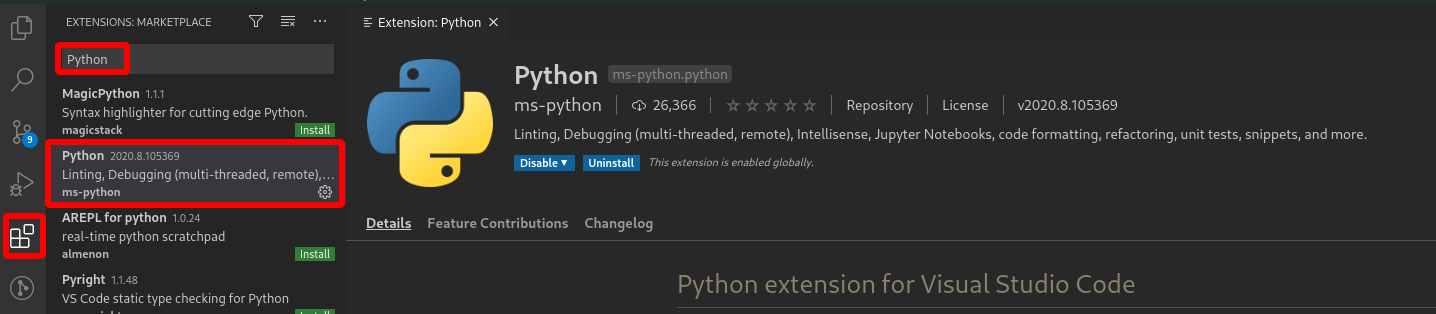 EXTENSIONS: MARKETPLACE
Python
MagicPython 1.1.1
Syntax highlighter for cutting edge Python.
magicstack Install
9
Python 2020.8.105369
Linting, Debugging (multi-threaded, remote),...
ms-python
AREPL for python 1.0.24
real-time python scratchpad
almenon Install
Pyright 1.1.48
VS Code static type checking for Python
Extension: Python
Python ms-python.python
ms-python 26,366 Repository License v2020.8.105369
Linting, Debugging (multi-threaded, remote), Intellisense, Jupyter Notebooks, code formatting, refactoring, unit tests, snippets, and more.
Disable Uninstall This extension is enabled globally.
Details Feature Contributions Changelog
Python extension for Visual Studio Code